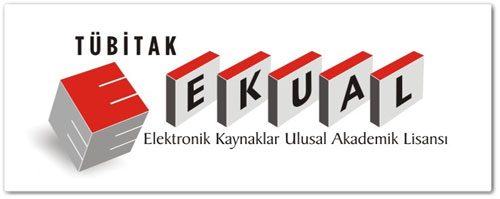 TÜBİTAK
EKUAL
Elektronik Kaynaklar Ulusal Akademik Lisansı